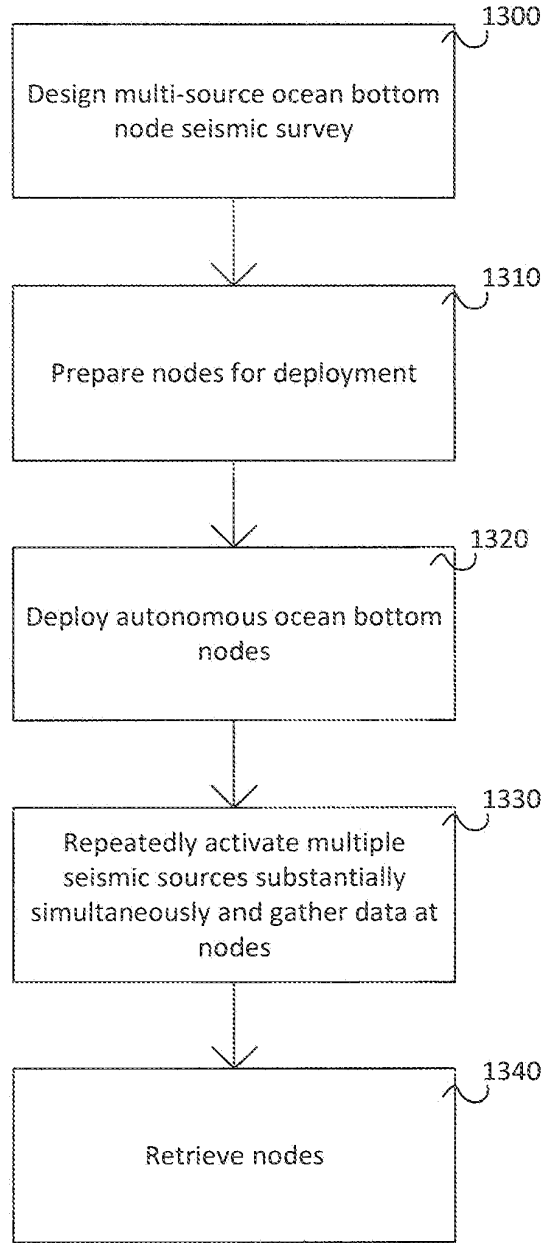 1300
Design multi-source ocean bottom
node seismic survey
1310
Prepare nodes for deployment
1320
Deploy autonomous ocean bottom
nodes
1330
Repeatedly activate multiple
seismic sources substantially
simultaneously and gather data at
nodes
1340
Retrieve nodes